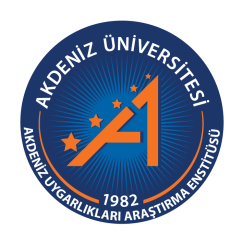 AKDENİZ ÜNİVERSİTESİ
1982
AKDENİZ UYGARLIKLARI ARAŞTIRMA ENSTİTÜSÜ